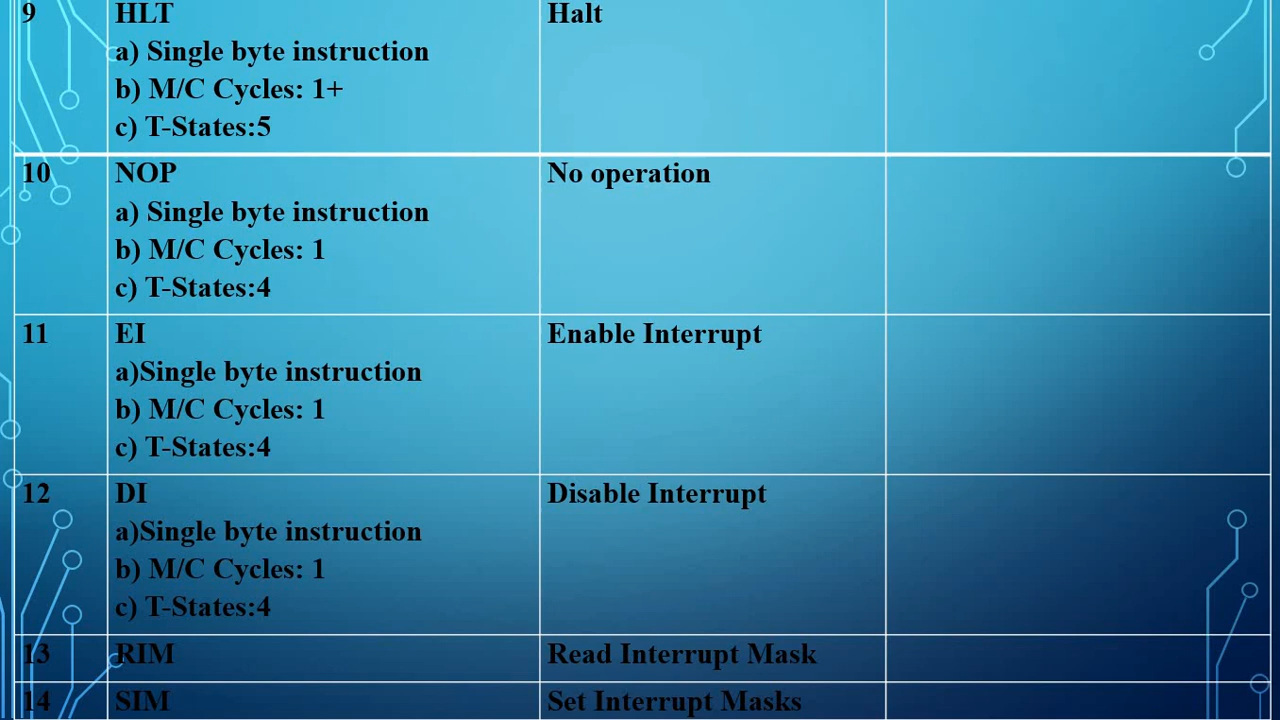 9 HLT Halt
a) Single byte instruction
b) M/C Cycles: 1+
c) T-States:5
10 NOP No operation
a) Single byte instruction
b) M/C Cycles: 1
c) T-States:4
11 EI Enable Interrupt
a)Single byte instruction
b) M/C Cycles: 1
c) T-States:4
12 DI Disable Interrupt
a)Single byte instruction
b) M/C Cycles: 1
c) T-States:4
13 RIM Read Interrupt Mask
14 SIM Set Interrupt Masks